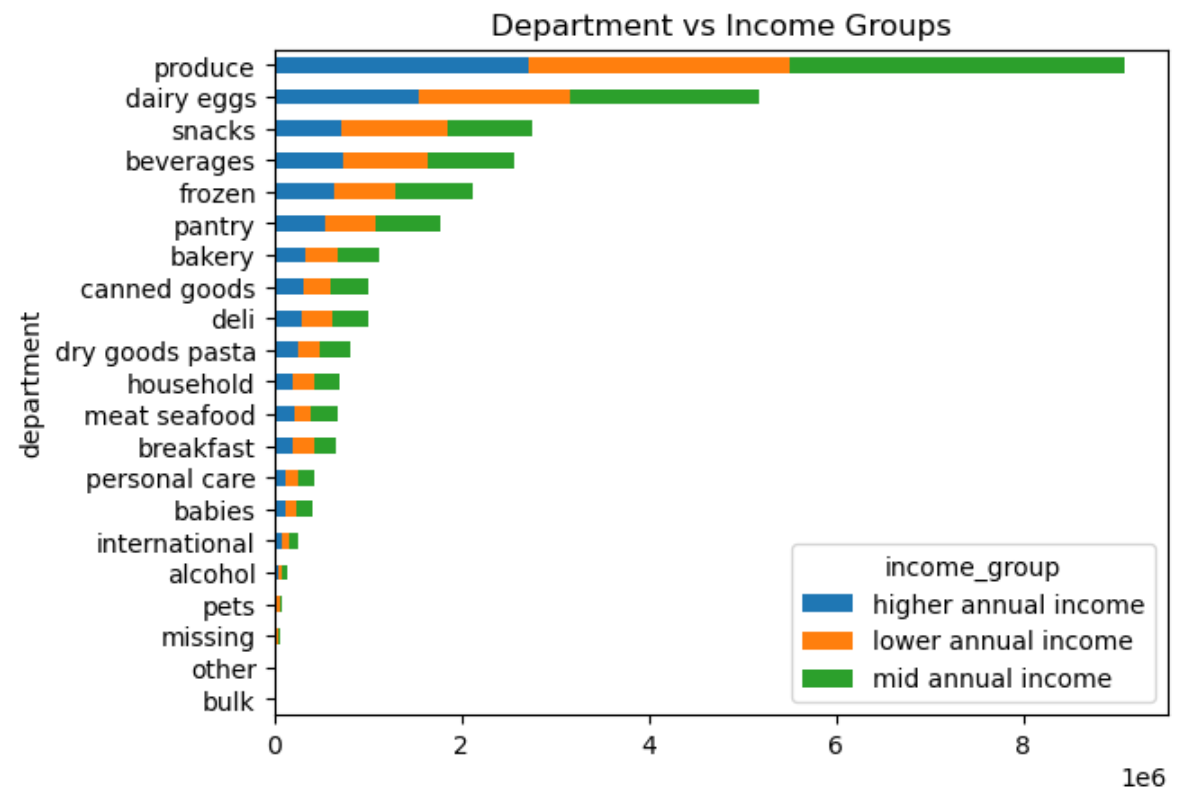 Department vs Income Groups
department
produce
dairy eggs
snacks
beverages
frozen
pantry
bakery
canned goods
deli
dry goods pasta
household
meat seafood
breakfast
personal care
babies
international
alcohol
pets
missing
other
bulk
income_group
higher annual income
lower annual income
mid annual income
0 2 4 6 8
1e6